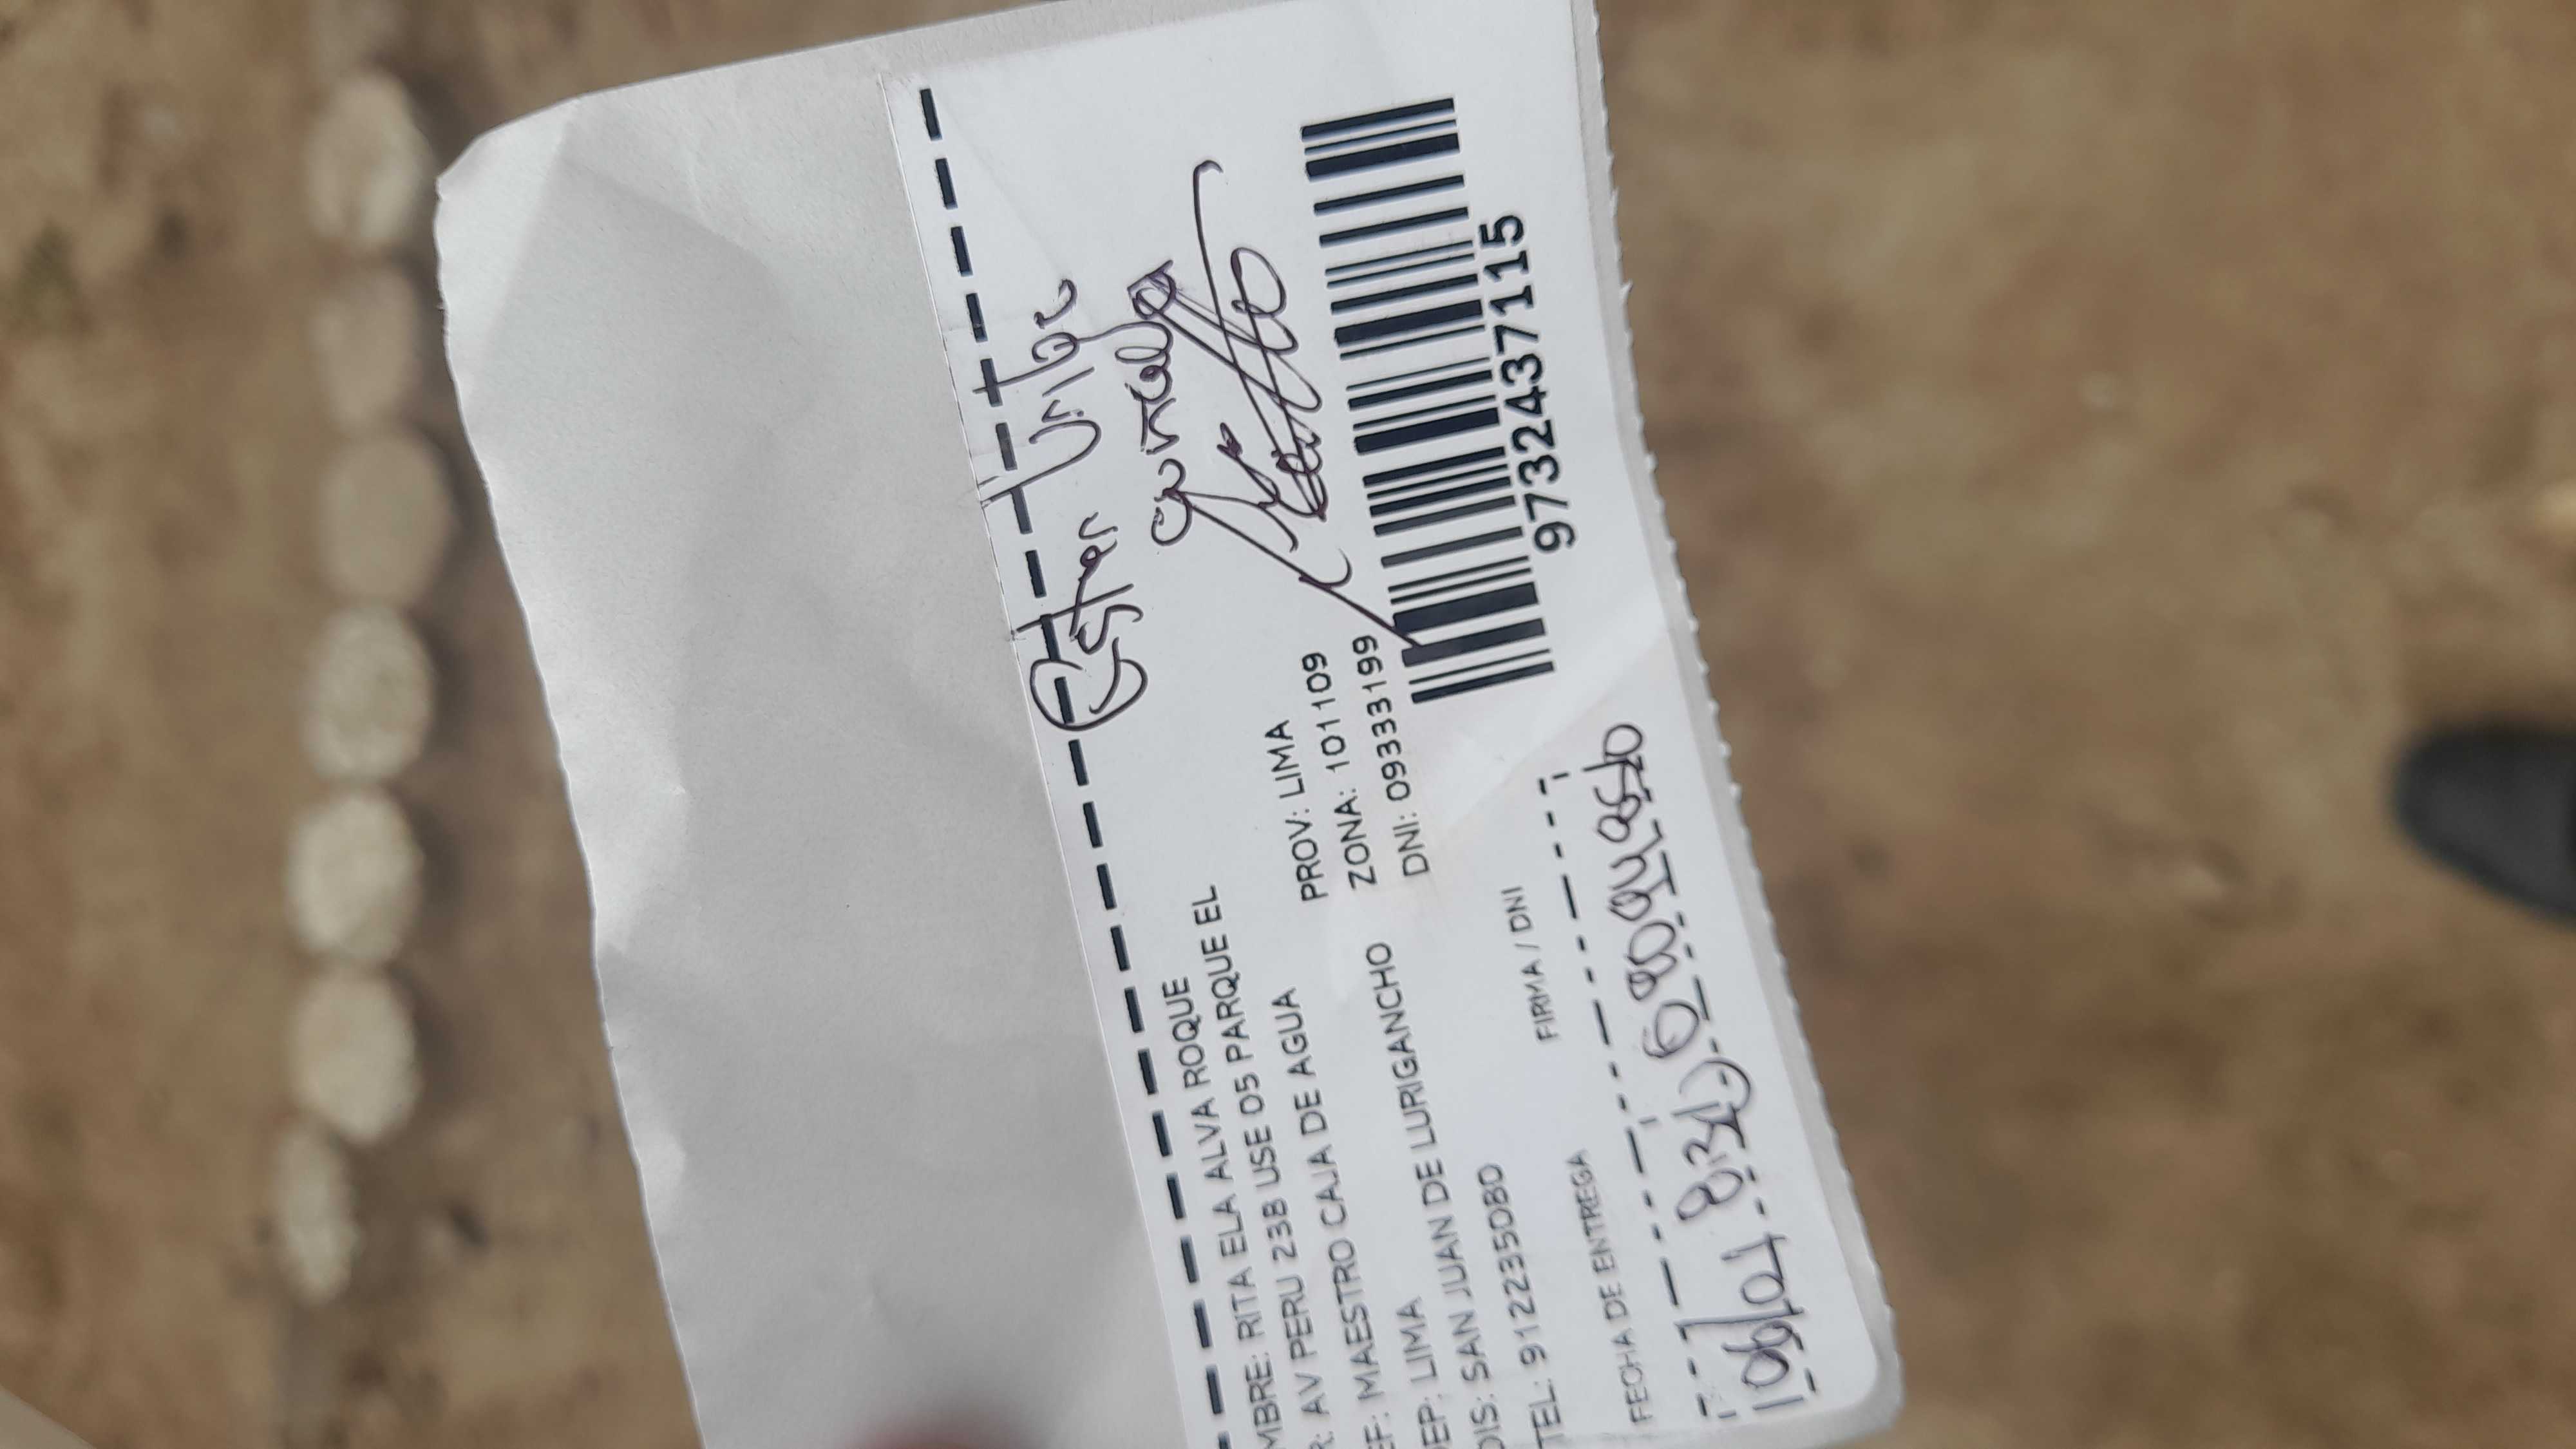 Ester Uribe
MBRE: RITA ELA ALVA ROQUE
R: AV PERU 238 USE 05 PARQUE EL
EF: MAESTRO CAJA DE AGUA
PROV: LIMA
EP: LIMA
ZONA: 101109
DIS: SAN JUAN DE LURIGANCHO
DNI: 09333199
TEL: 912235080
9732437115
FECHA DE ENTREGA
FIRMA / DNI